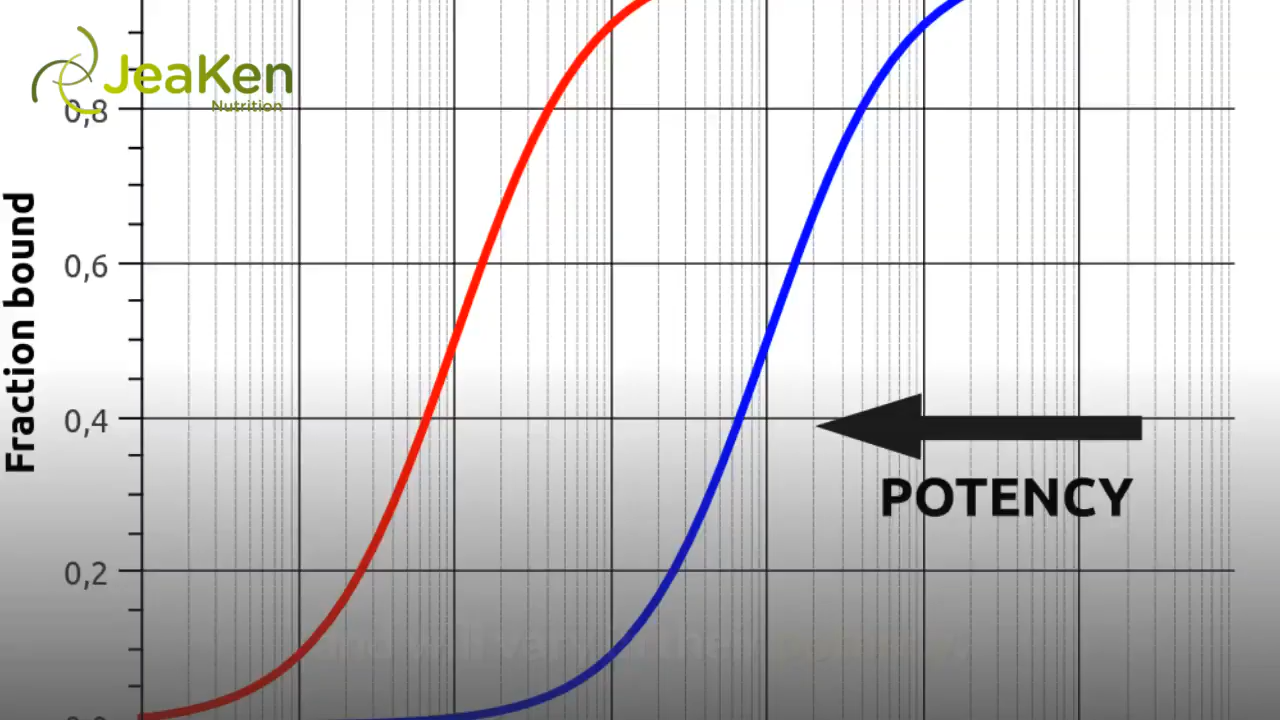 JeaKen
Nutrition
0,8
Fraction bound
0,6
0,4
POTENCY
0,2